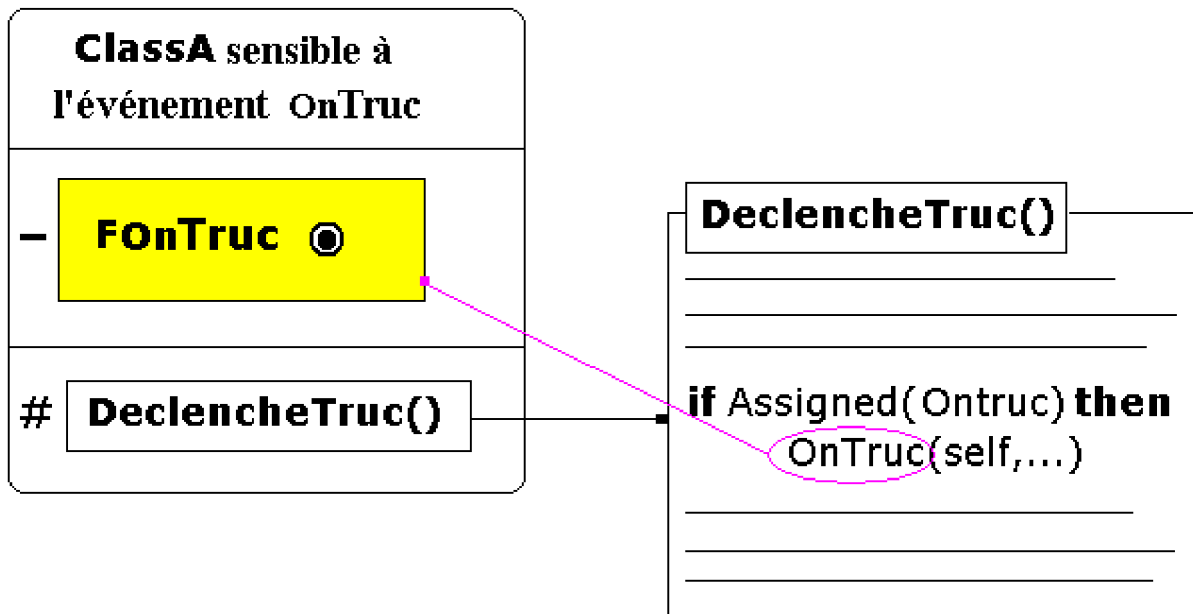 ClassA sensible à
l'événement OnTruc
– FOnTruc
# DeclencheTruc()
DeclencheTruc()
if Assigned(Ontruc) then
OnTruc(self,...)